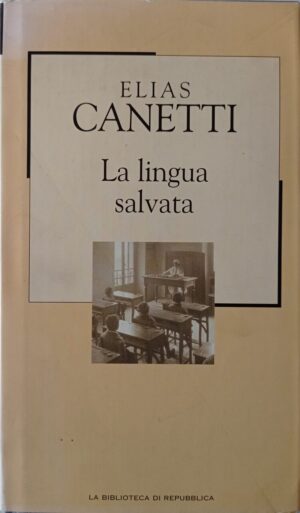 ELIAS
CANETTI
La lingua
salvata
LA BIBLIOTECA DI REPUBBLICA